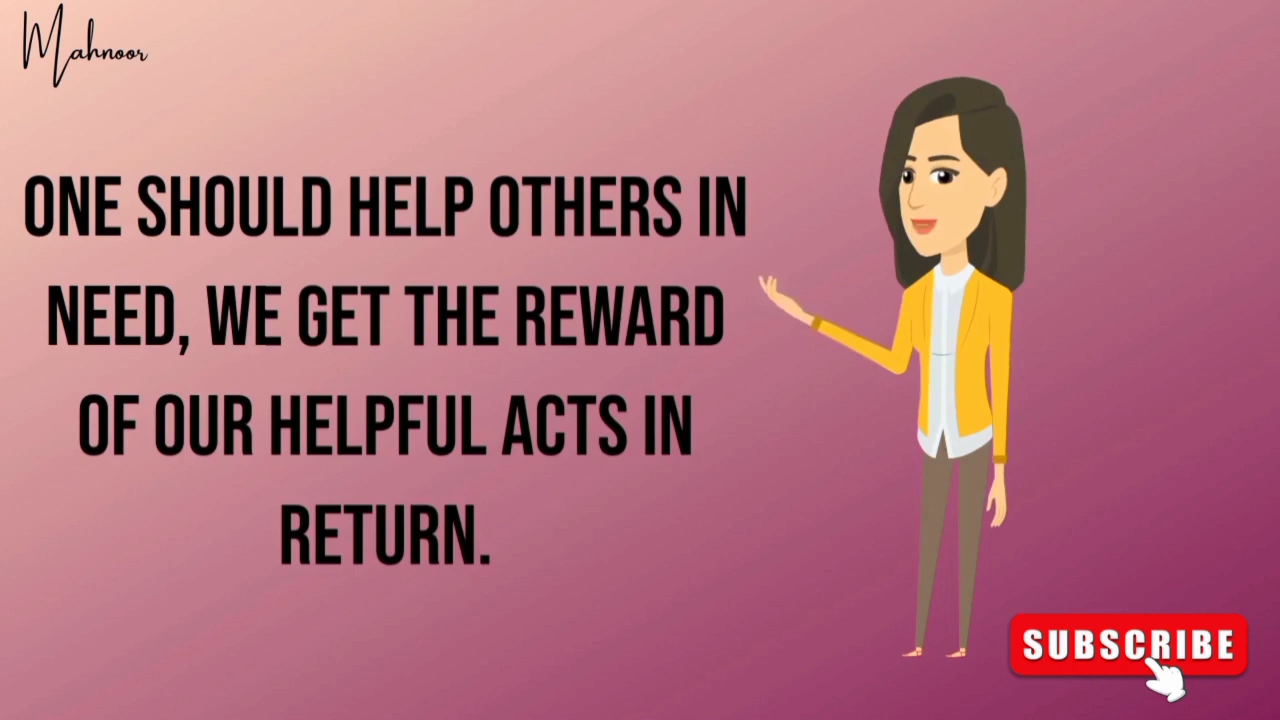 Mahnoor
ONE SHOULD HELP OTHERS IN
NEED, WE GET THE REWARD
OF OUR HELPFUL ACTS IN
RETURN.
SUBSCRIBE